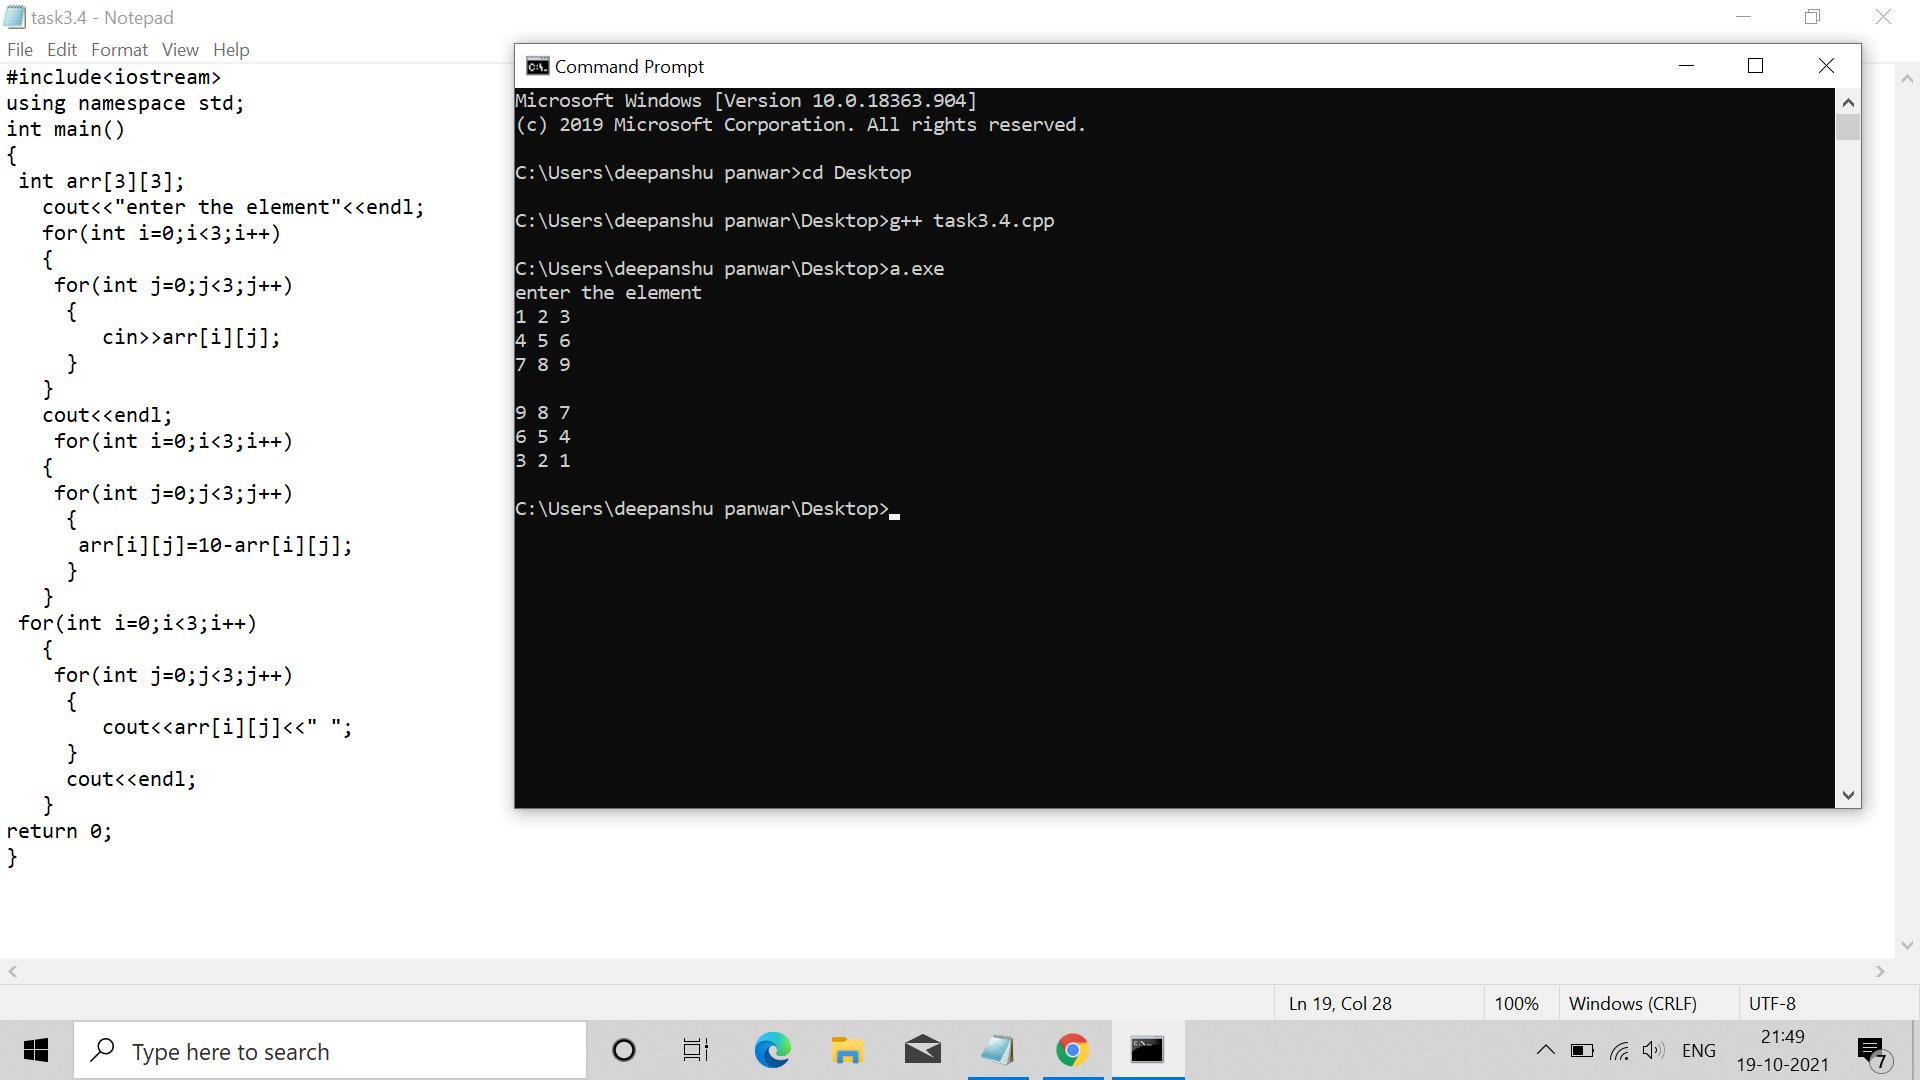 task3.4 - Notepad
File Edit Format View Help
#include<iostream>
using namespace std;
int main()
{
 int arr[3][3];
   cout<<"enter the element"<<endl;
   for(int i=0;i<3;i++)
   {
    for(int j=0;j<3;j++)
     {
        cin>>arr[i][j];
     }
   }
   cout<<endl;
    for(int i=0;i<3;i++)
   {
    for(int j=0;j<3;j++)
     {
      arr[i][j]=10-arr[i][j];
     }
   }
 for(int i=0;i<3;i++)
   {
    for(int j=0;j<3;j++)
     {
        cout<<arr[i][j]<<" ";
     }
     cout<<endl;
   }
return 0;
}
Command Prompt
Microsoft Windows [Version 10.0.18363.904]
(c) 2019 Microsoft Corporation. All rights reserved.
C:\Users\deepanshu panwar>cd Desktop
C:\Users\deepanshu panwar\Desktop>g++ task3.4.cpp
C:\Users\deepanshu panwar\Desktop>a.exe
enter the element
1 2 3
4 5 6
7 8 9
9 8 7
6 5 4
3 2 1
C:\Users\deepanshu panwar\Desktop>
Ln 19, Col 28 100% Windows (CRLF) UTF-8
Type here to search
ENG
21:49
19-10-2021
7